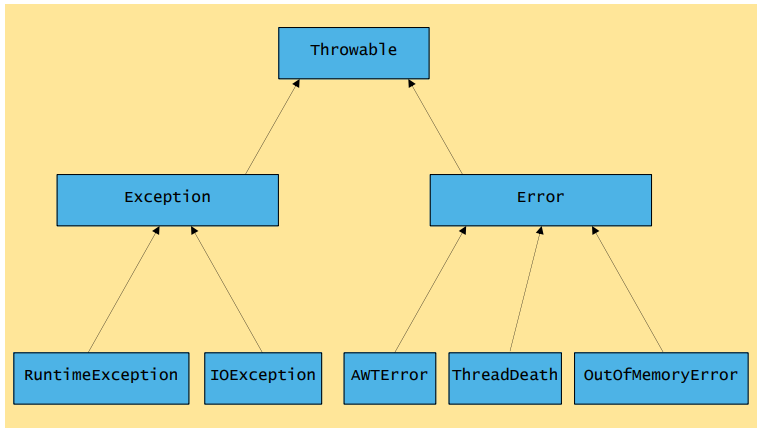 Throwable
Exception
Error
RuntimeException
IOException
AWTError
ThreadDeath
OutOfMemoryError